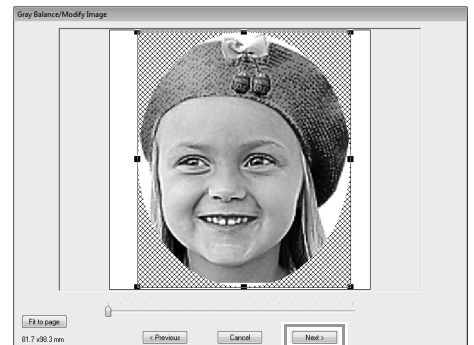 Gray Balance/Modify Image
Fit to page
81.7 x98.3 mm
< Previous
Cancel
Next >